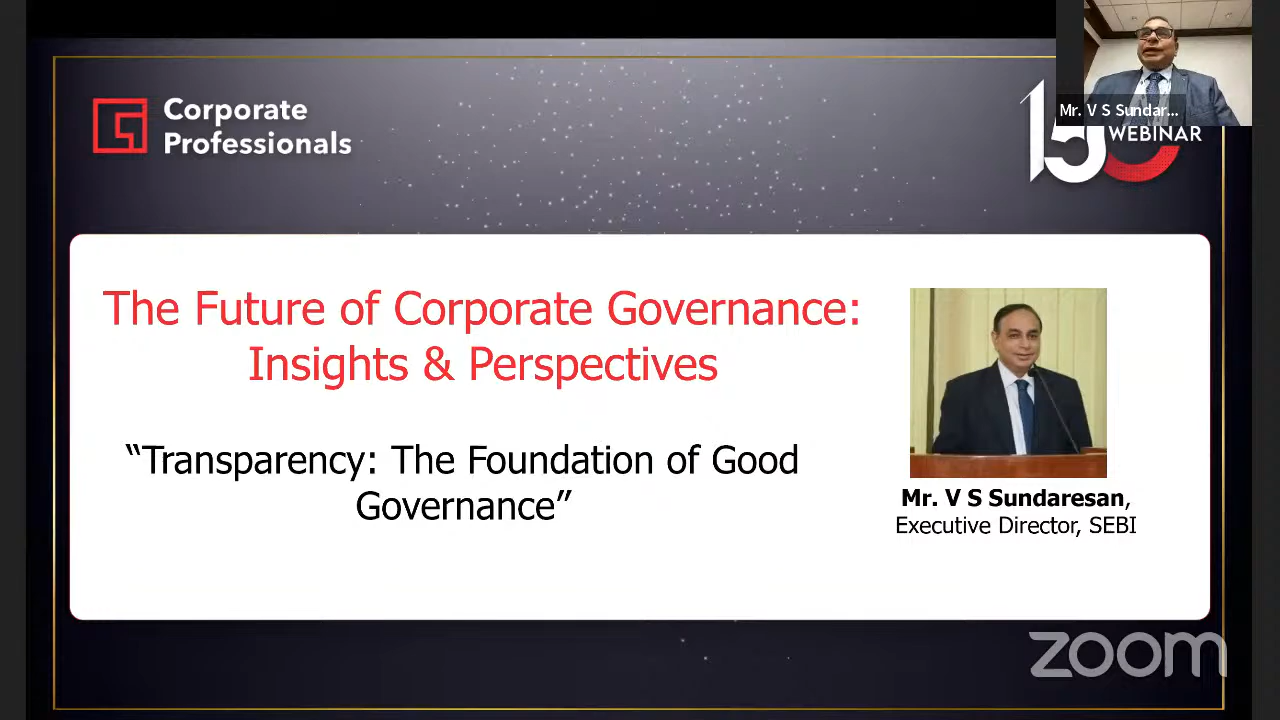 Corporate
Professionals
Mr. V S Sundar...
WEBINAR
The Future of Corporate Governance:
Insights & Perspectives
“Transparency: The Foundation of Good
Governance”
Mr. V S Sundaresan,
Executive Director, SEBI
zoom